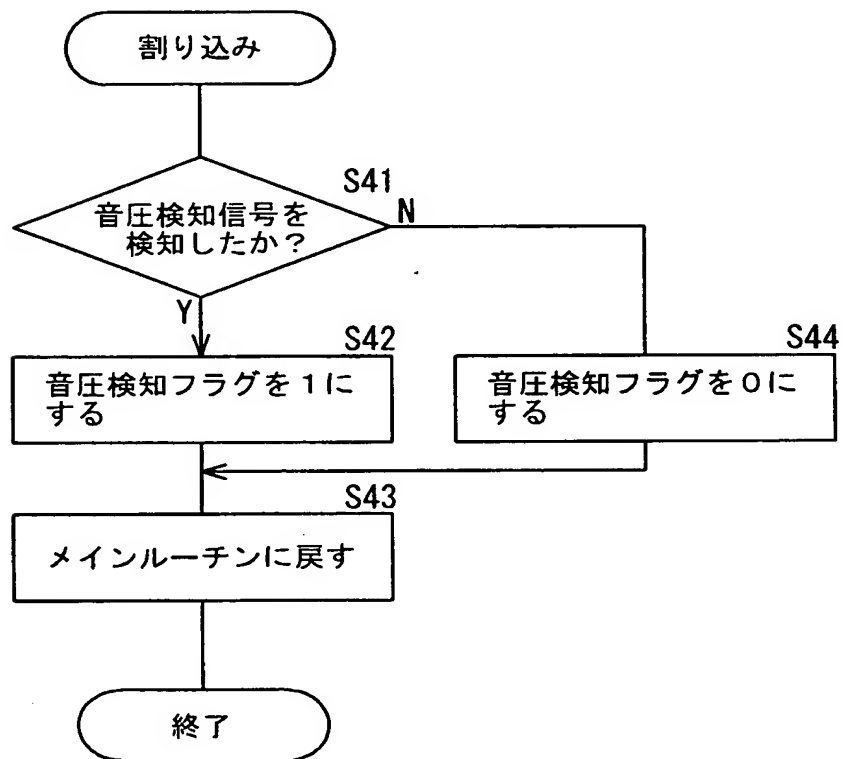 割り込み
S41
音圧検知信号を
検知したか？
N
Y
S42
音圧検知フラグを１に
する
S44
音圧検知フラグを０に
する
S43
メインルーチンに戻す
終了